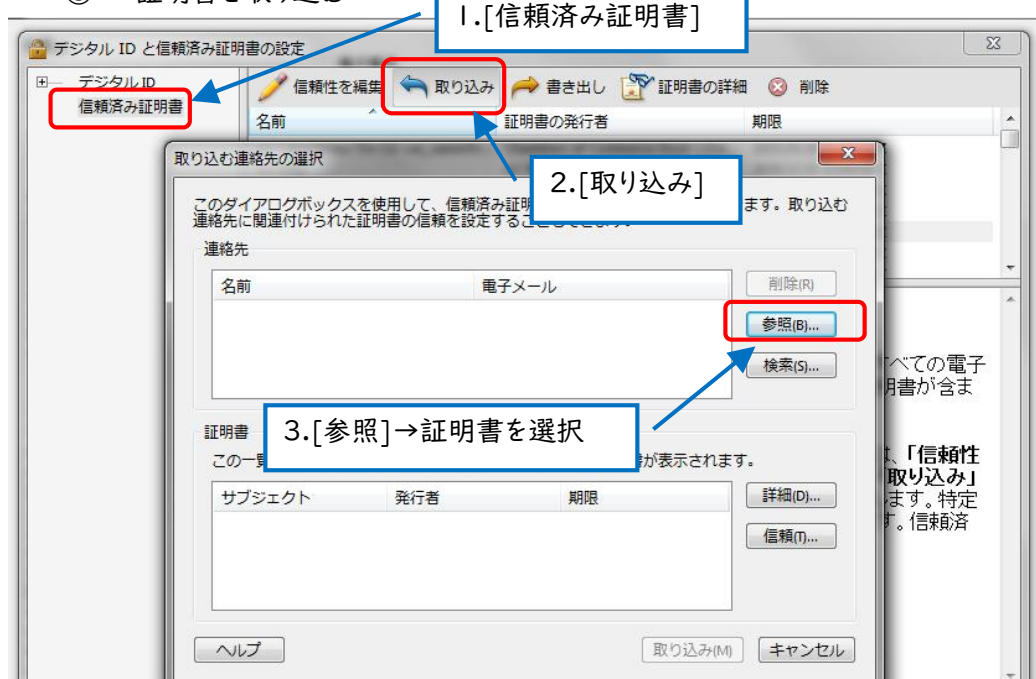 証明書を取り込む
1.[信頼済み証明書]
デジタル ID と信頼済み証明書の設定
デジタル ID
信頼済み証明書
信頼性を編集 取り込み 書き出し 証明書の詳細 削除
名前 証明書の発行者 期限
取り込む連絡先の選択
2.[取り込み]
このダイアログボックスを使用して、信頼済み証明 ます。取り込む
連絡先に関連付けられた証明書の信頼を設定するこ
連絡先
名前 電子メール
削除(R)
参照(B)...
検索(S)...
べての電子
明書が含ま
3.[参照]→証明書を選択
証明書
この一覧 が表示されます。
サブジェクト 発行者 期限
詳細(D)...
信頼(T)...
、「信頼性
取り込み」
ます。特定
す。信頼済
ヘルプ
取り込み(M)
キャンセル